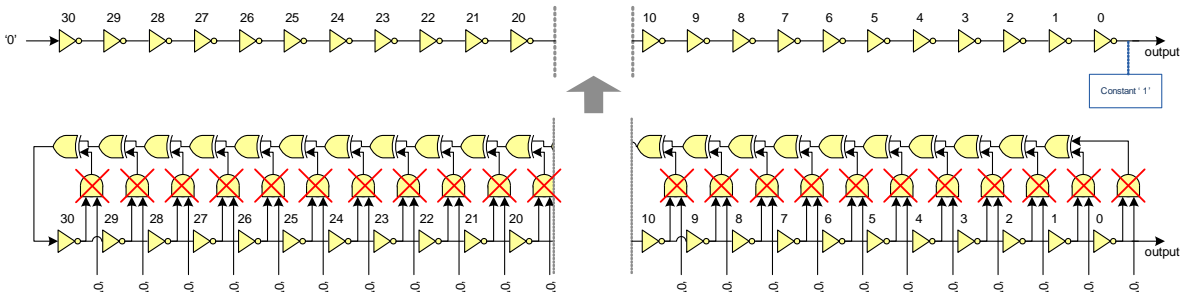 30 29 28 27 26 25 24 23 22 21 20 10 9 8 7 6 5 4 3 2 1 0
'0' output
Constant ' 1'
30 29 28 27 26 25 24 23 22 21 20 10 9 8 7 6 5 4 3 2 1 0
output
'0' '0' '0' '0' '0' '0' '0' '0' '0' '0' '0' '0' '0' '0' '0' '0' '0' '0' '0' '0' '0' '0'